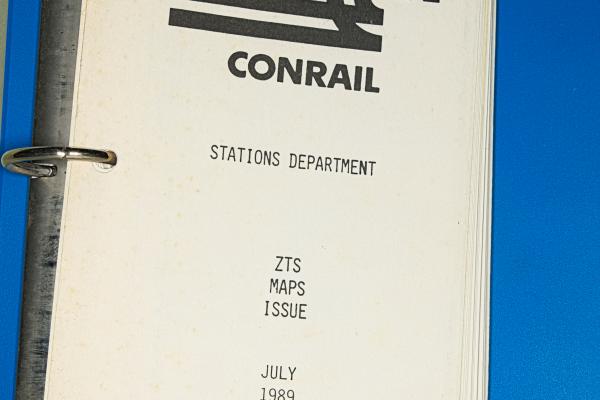 CONRAIL
STATIONS DEPARTMENT
ZTS
MAPS
ISSUE
JULY
1989